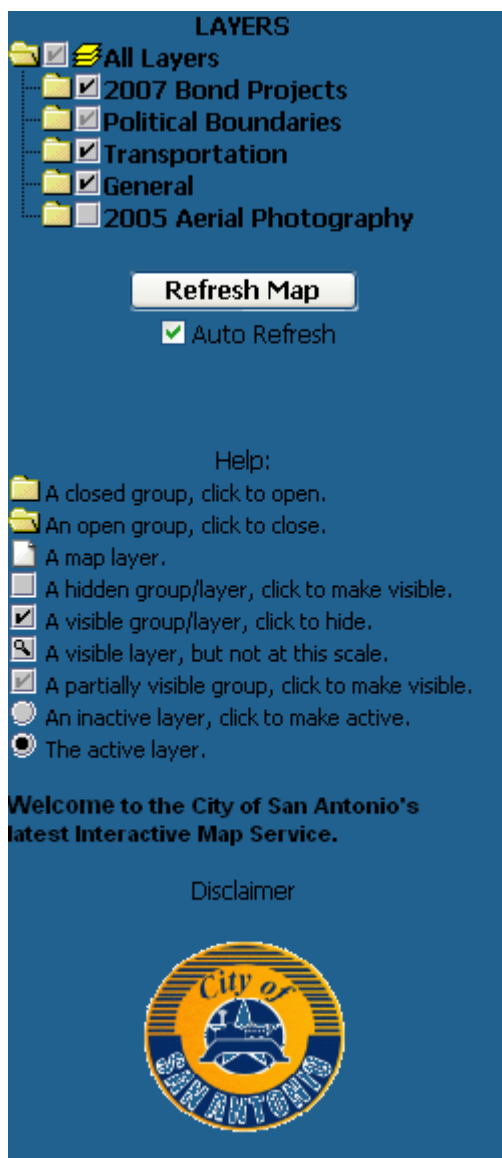 LAYERS
All Layers
2007 Bond Projects
Political Boundaries
Transportation
General
2005 Aerial Photography
Refresh Map
Auto Refresh
Help:
A closed group, click to open.
An open group, click to close.
A map layer.
A hidden group/layer, click to make visible.
A visible group/layer, click to hide.
A visible layer, but not at this scale.
A partially visible group, click to make visible.
An inactive layer, click to make active.
The active layer.
Welcome to the City of San Antonio's
latest Interactive Map Service.
Disclaimer
City of
SAN ANTONIO